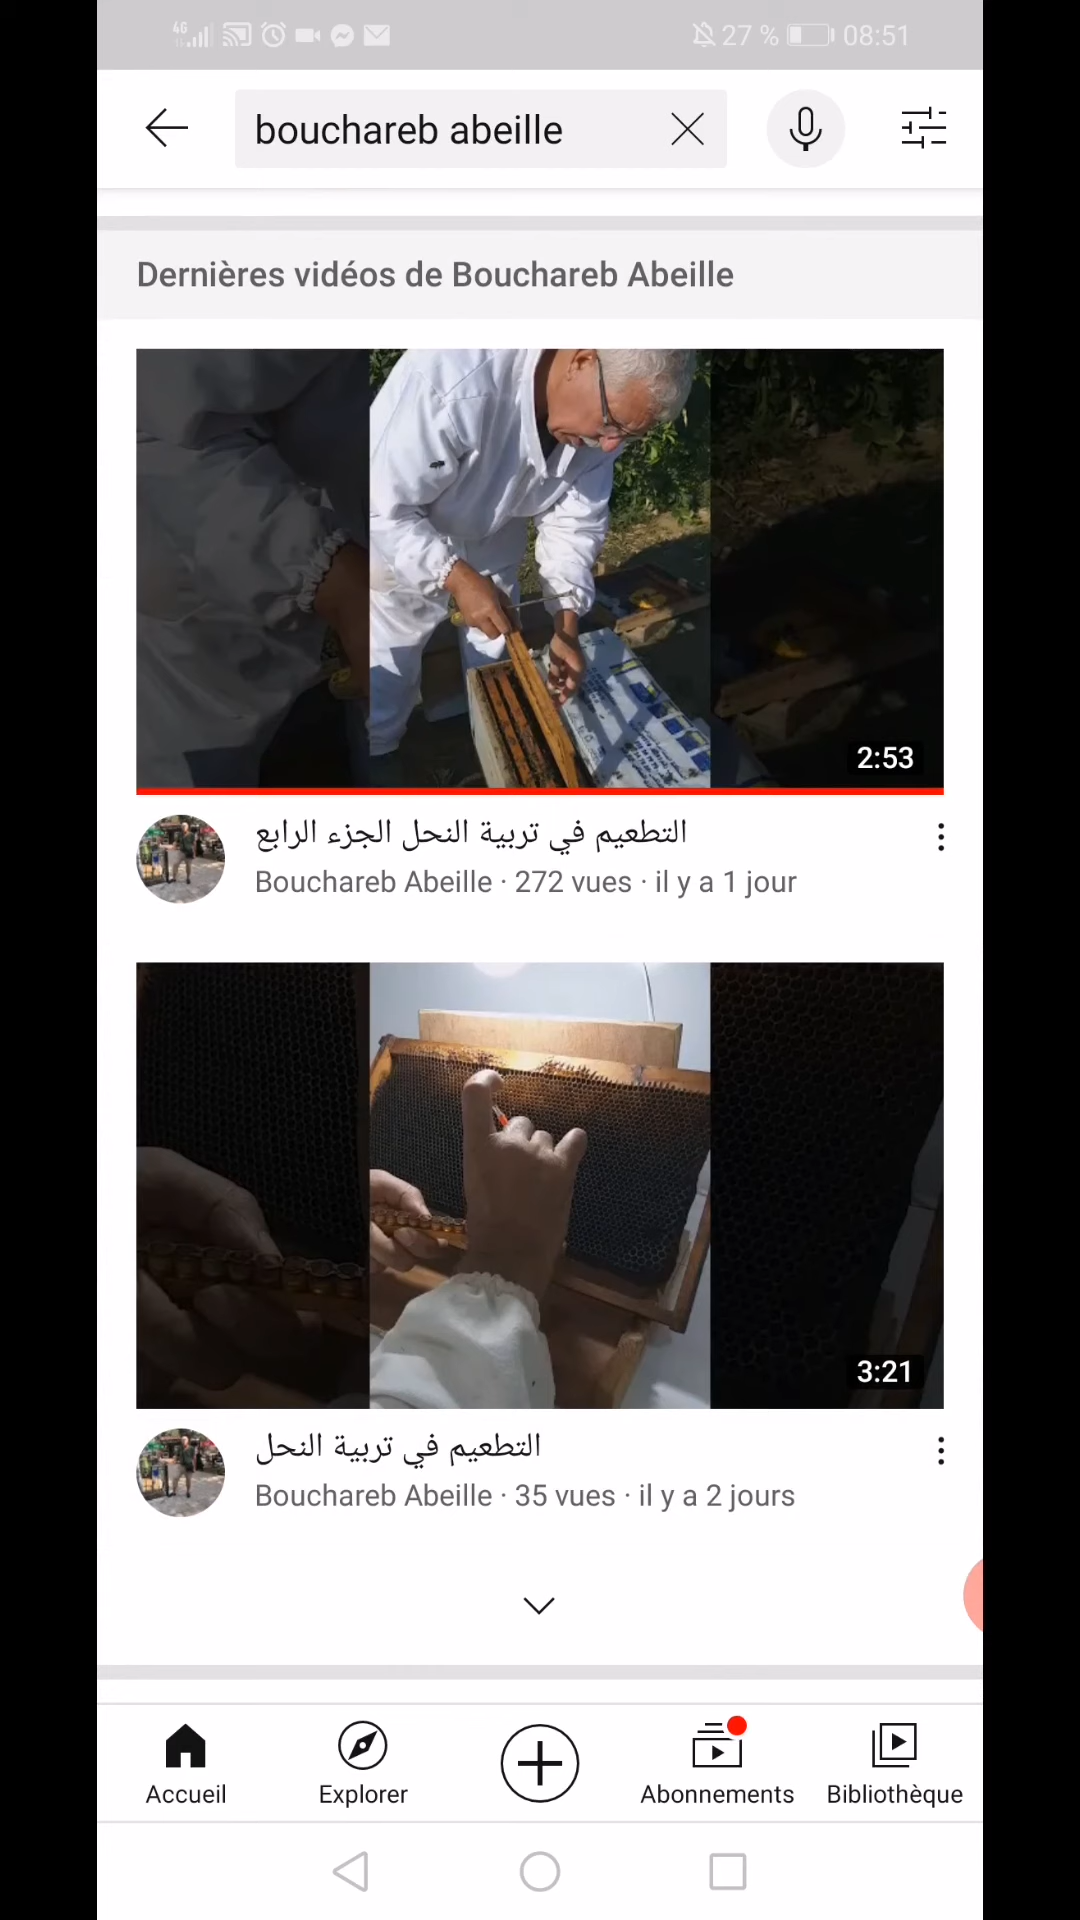 4G 27 % 08:51
bouchareb abeille
Dernières vidéos de Bouchareb Abeille
2:53
التطعيم في تربية النحل الجزء الرابع
Bouchareb Abeille · 272 vues · il y a 1 jour
3:21
التطعيم في تربية النحل
Bouchareb Abeille · 35 vues · il y a 2 jours
Accueil
Explorer
Abonnements
Bibliothèque